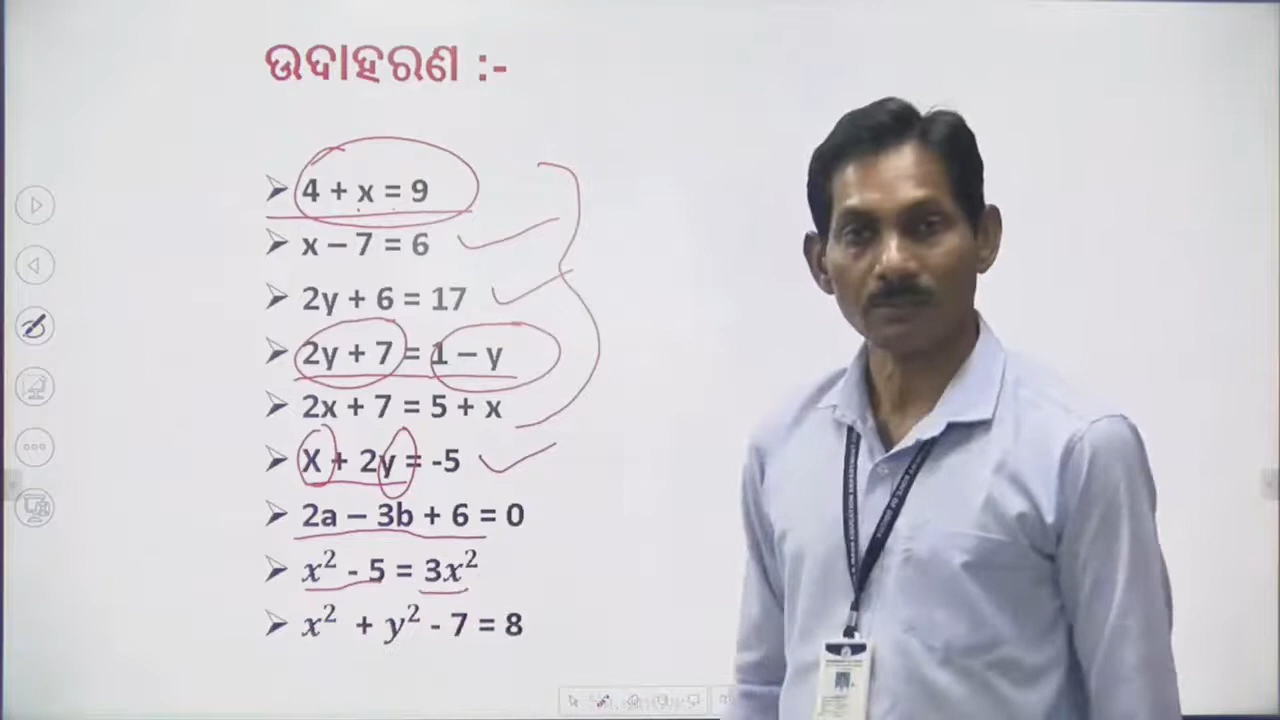 ଉଦାହରଣ :-
4 + x = 9
x – 7 = 6
2y + 6 = 17
2y + 7 = 1 – y
2x + 7 = 5 + x
X + 2y = -5
2a – 3b + 6 = 0
x² - 5 = 3x²
x² + y² - 7 = 8